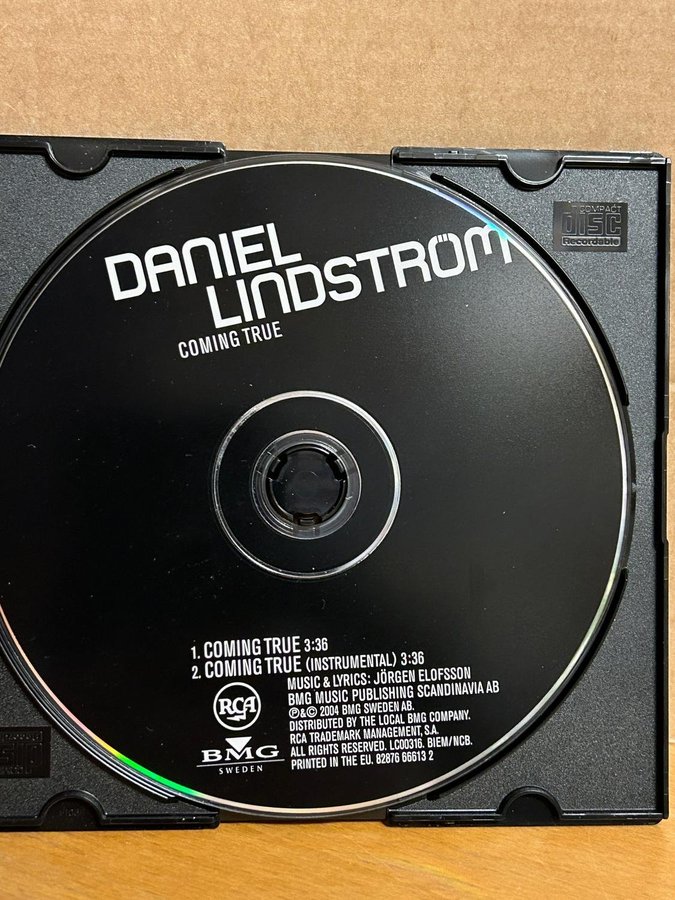 COMPACT
DISC
Recordable
DANIEL
LINDSTRÖM
COMING TRUE
1. COMING TRUE 3:36
2. COMING TRUE (INSTRUMENTAL) 3:36
MUSIC & LYRICS: JÖRGEN ELOFSSON
BMG MUSIC PUBLISHING SCANDINAVIA AB
℗&© 2004 BMG SWEDEN AB.
DISTRIBUTED BY THE LOCAL BMG COMPANY.
RCA TRADEMARK MANAGEMENT, S.A.
ALL RIGHTS RESERVED. LC00316. BIEM/NCB.
PRINTED IN THE EU. 82876 66613 2
RCA
BMG
SWEDEN